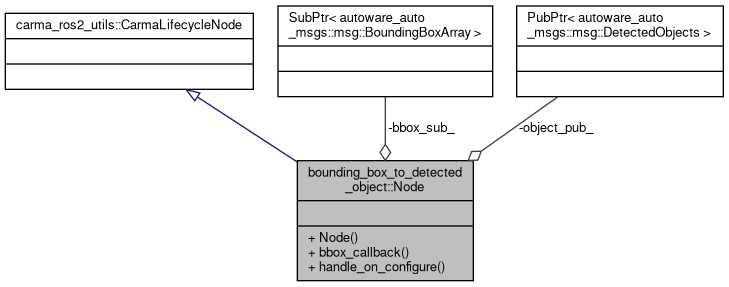 carma_ros2_utils::CarmaLifecycleNode
SubPtr< autoware_auto
_msgs::msg::BoundingBoxArray >
PubPtr< autoware_auto
_msgs::msg::DetectedObjects >
-bbox_sub_
-object_pub_
bounding_box_to_detected
_object::Node
+ Node()
+ bbox_callback()
+ handle_on_configure()